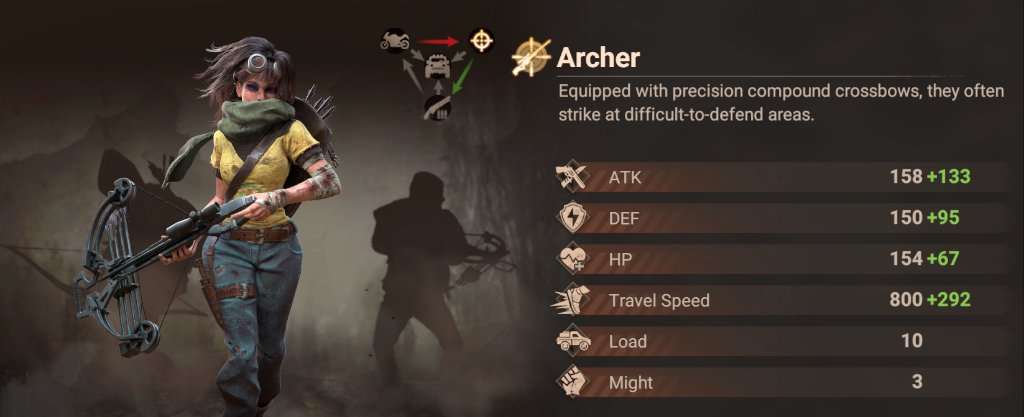 Archer
Equipped with precision compound crossbows, they often
strike at difficult-to-defend areas.
ATK 158 +133
DEF 150 +95
HP 154 +67
Travel Speed 800 +292
Load 10
Might 3